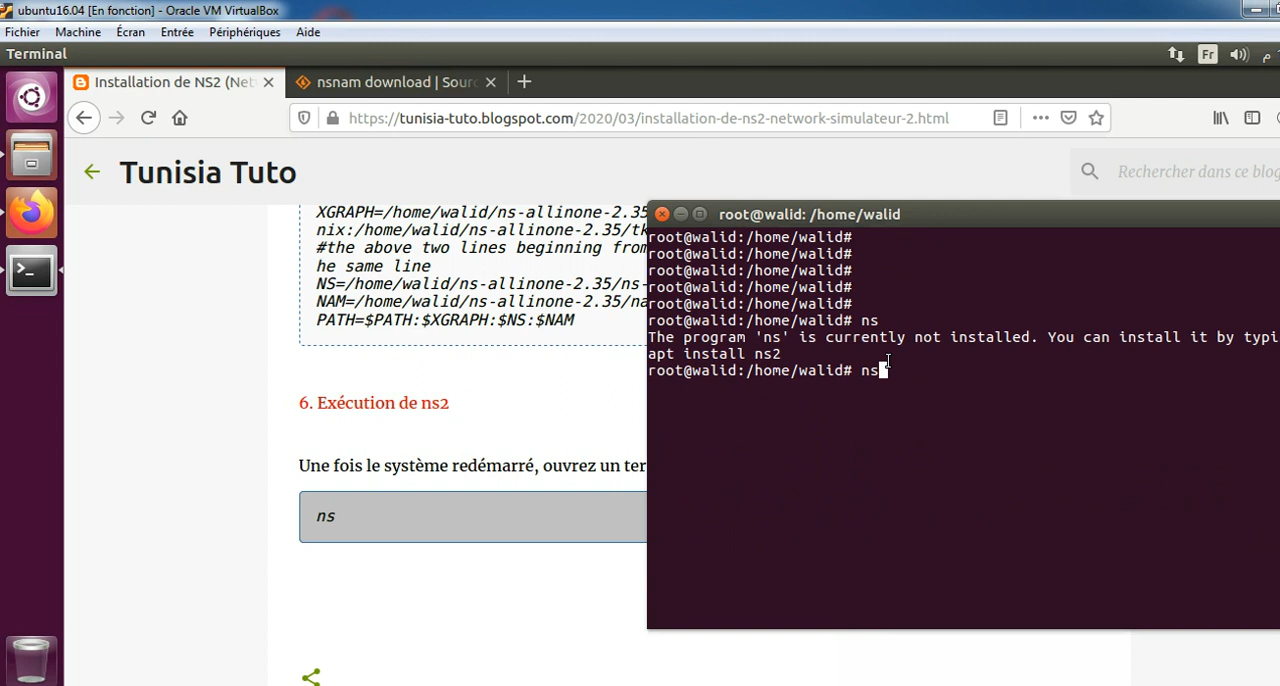 ubuntu16.04 [En fonction] - Oracle VM VirtualBox
Fichier Machine Écran Entrée Périphériques Aide
Terminal
Fr
Installation de NS2 (Net
nsnam download | Sourc
https://tunisia-tuto.blogspot.com/2020/03/installation-de-ns2-network-simulateur-2.html
Tunisia Tuto
Rechercher dans ce blog
XGRAPH=/home/walid/ns-allinone-2.35
nix:/home/walid/ns-allinone-2.35/tk
#the above two lines beginning from
he same line
NS=/home/walid/ns-allinone-2.35/ns-
NAM=/home/walid/ns-allinone-2.35/na
PATH=$PATH:$XGRAPH:$NS:$NAM
6. Exécution de ns2
Une fois le système redémarré, ouvrez un ter
ns
root@walid: /home/walid
root@walid:/home/walid#
root@walid:/home/walid#
root@walid:/home/walid#
root@walid:/home/walid#
root@walid:/home/walid#
root@walid:/home/walid# ns
The program 'ns' is currently not installed. You can install it by typi
apt install ns2
root@walid:/home/walid# ns